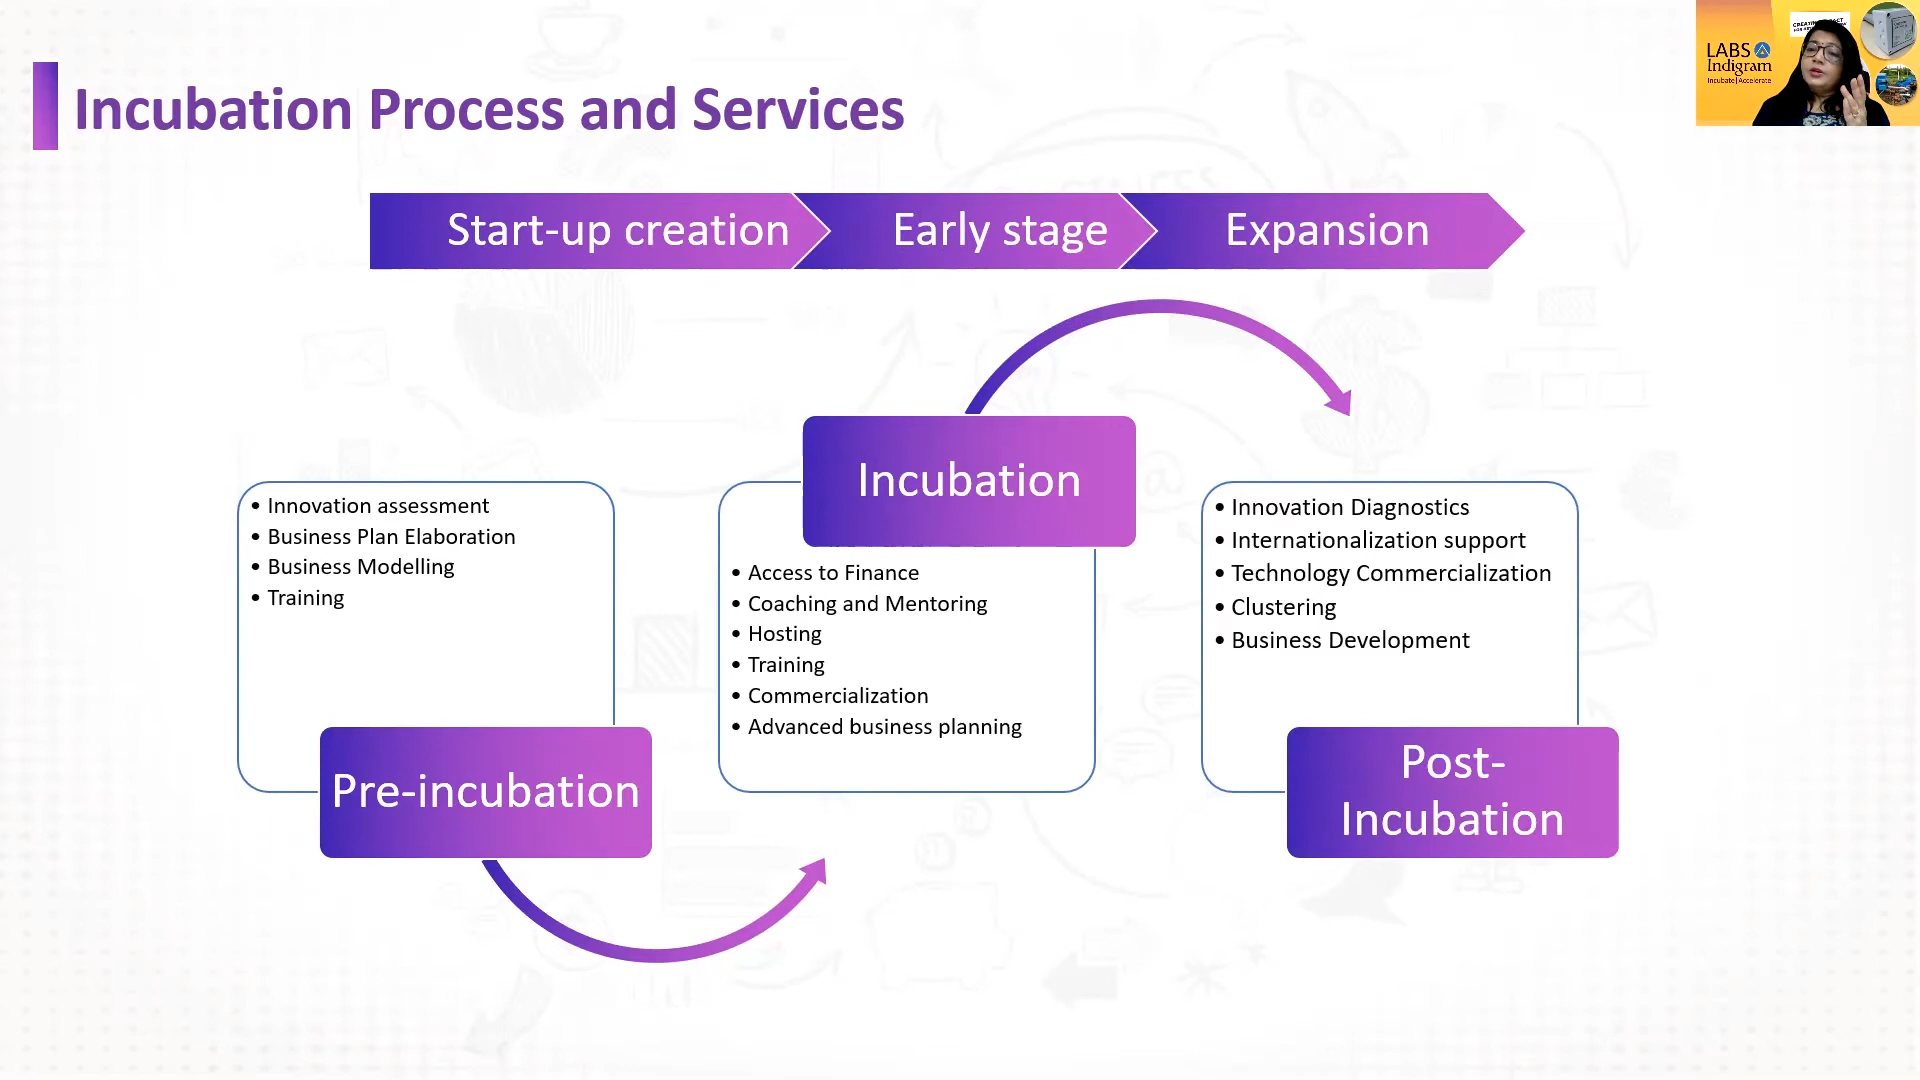 Incubation Process and Services
LABS
Indigram
Incubate|Accelerate
Start-up creation
Early stage
Expansion
• Innovation assessment
• Business Plan Elaboration
• Business Modelling
• Training
Pre-incubation
Incubation
• Access to Finance
• Coaching and Mentoring
• Hosting
• Training
• Commercialization
• Advanced business planning
• Innovation Diagnostics
• Internationalization support
• Technology Commercialization
• Clustering
• Business Development
Post-
Incubation